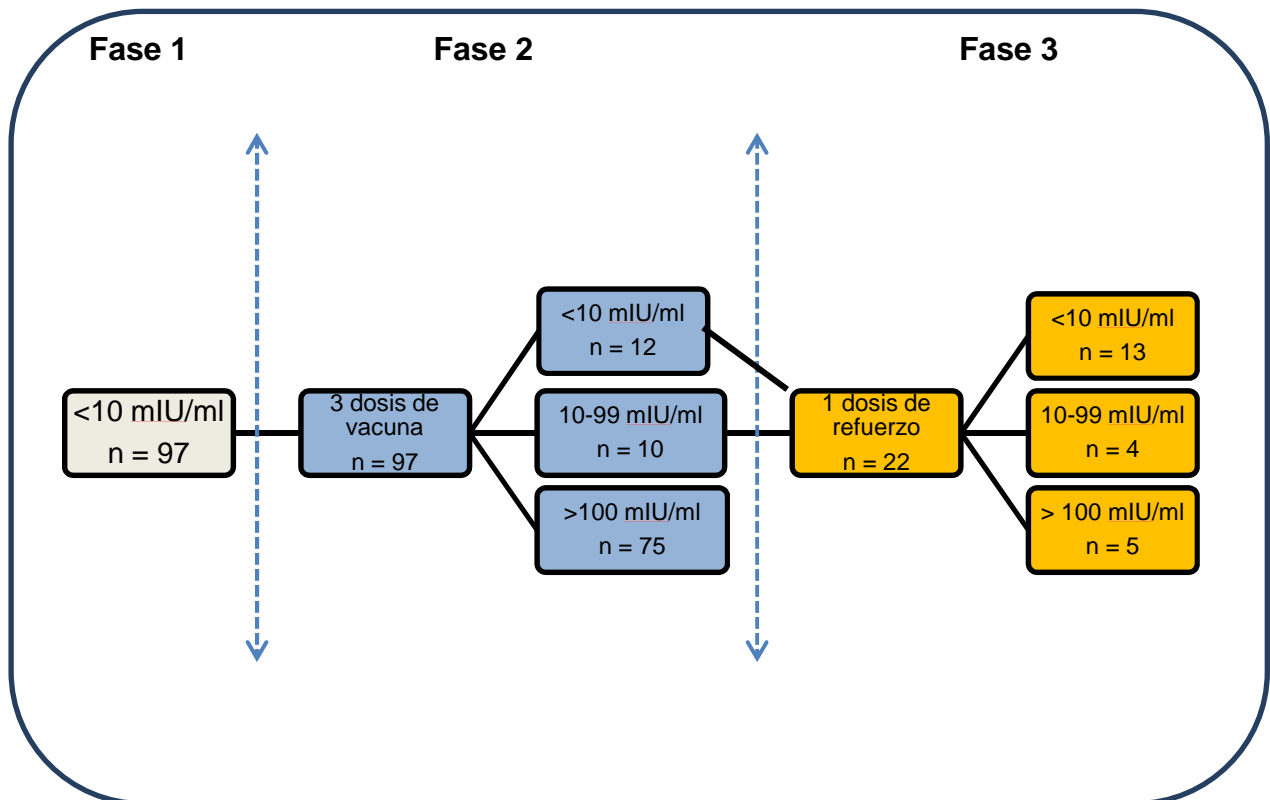 Fase 1
Fase 2
Fase 3
<10 mIU/ml
n = 97
3 dosis de
vacuna
n = 97
<10 mIU/ml
n = 12
10-99 mIU/ml
n = 10
>100 mIU/ml
n = 75
1 dosis de
refuerzo
n = 22
<10 mIU/ml
n = 13
10-99 mIU/ml
n = 4
> 100 mIU/ml
n = 5